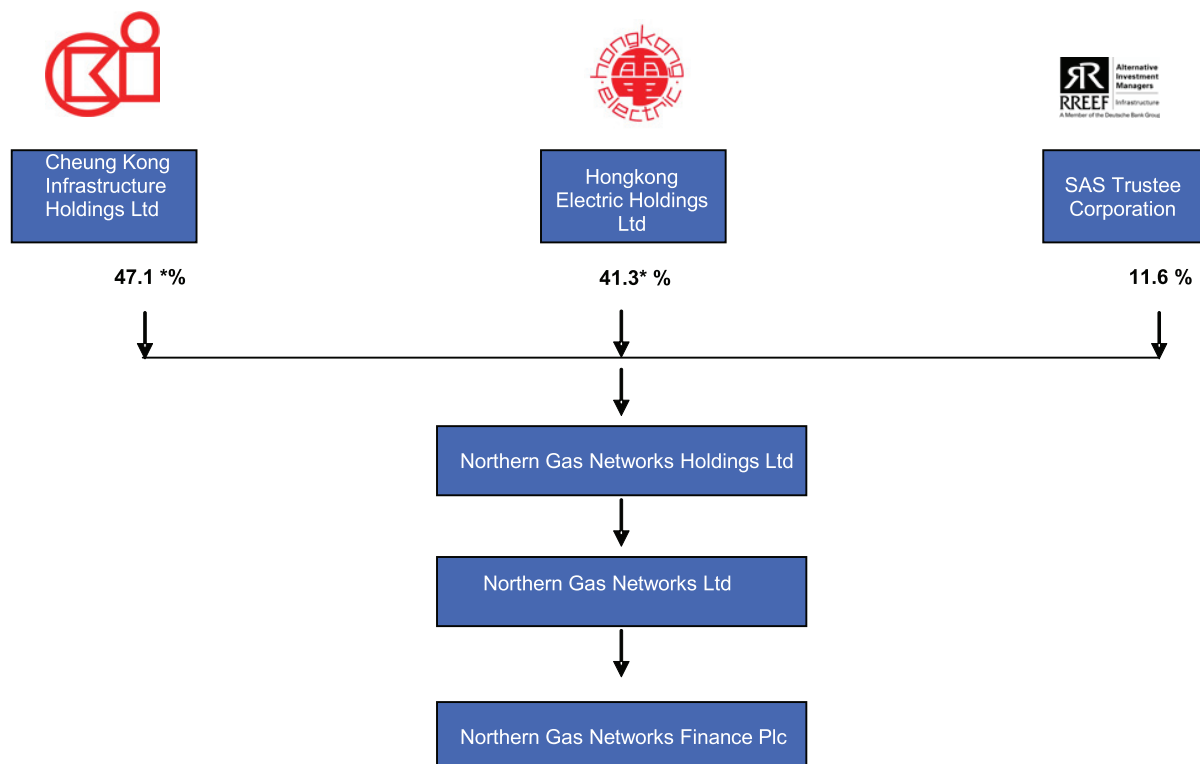 hongkong
electric
RR
RREEF
Alternative
Investment
Managers
Infrastructure
A Member of the Deutsche Bank Group
Cheung Kong
Infrastructure
Holdings Ltd
Hongkong
Electric Holdings
Ltd
SAS Trustee
Corporation
47.1 *%
41.3* %
11.6 %
Northern Gas Networks Holdings Ltd
Northern Gas Networks Ltd
Northern Gas Networks Finance Plc